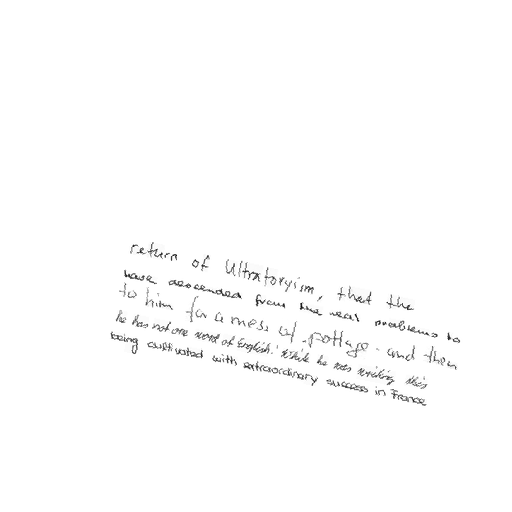 return of Ultratoryism, that the
have descended from the real problems to
to him for a mess of pottage - and then
he has not one word of English.' While he was writing this
being cultivated with extraordinary success in France